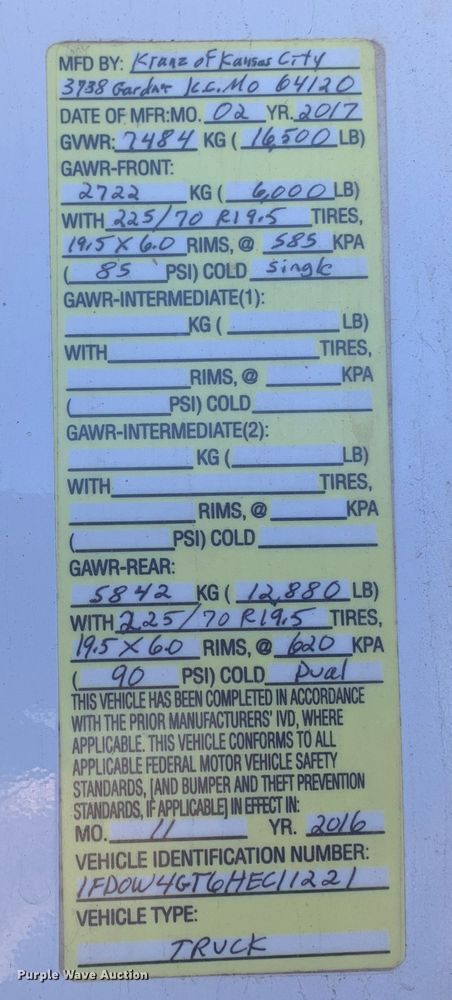 MFD BY: Kranz of Kansas City
3738 Gardner K.C. MO 64120
DATE OF MFR: MO. 02 YR. 2017
GVWR: 7484 KG ( 16,500 LB)
GAWR-FRONT:
2722 KG ( 6,000 LB)
WITH 225/70 R19.5 TIRES,
19.5 X 6.0 RIMS, @ 585 KPA
( 85 PSI) COLD single
GAWR-INTERMEDIATE(1):
KG ( LB)
WITH TIRES,
RIMS, @ KPA
( PSI) COLD
GAWR-INTERMEDIATE(2):
KG ( LB)
WITH TIRES,
RIMS, @ KPA
( PSI) COLD
GAWR-REAR:
5842 KG ( 12,880 LB)
WITH 225/70 R19.5 TIRES,
19.5 X 6.0 RIMS, @ 620 KPA
( 90 PSI) COLD Dual
THIS VEHICLE HAS BEEN COMPLETED IN ACCORDANCE
WITH THE PRIOR MANUFACTURERS' IVD, WHERE
APPLICABLE. THIS VEHICLE CONFORMS TO ALL
APPLICABLE FEDERAL MOTOR VEHICLE SAFETY
STANDARDS, [AND BUMPER AND THEFT PREVENTION
STANDARDS, IF APPLICABLE] IN EFFECT IN:
MO. 11 YR. 2016
VEHICLE IDENTIFICATION NUMBER:
1FDOW4GT6HEC11221
VEHICLE TYPE:
TRUCK
Purple Wave Auction